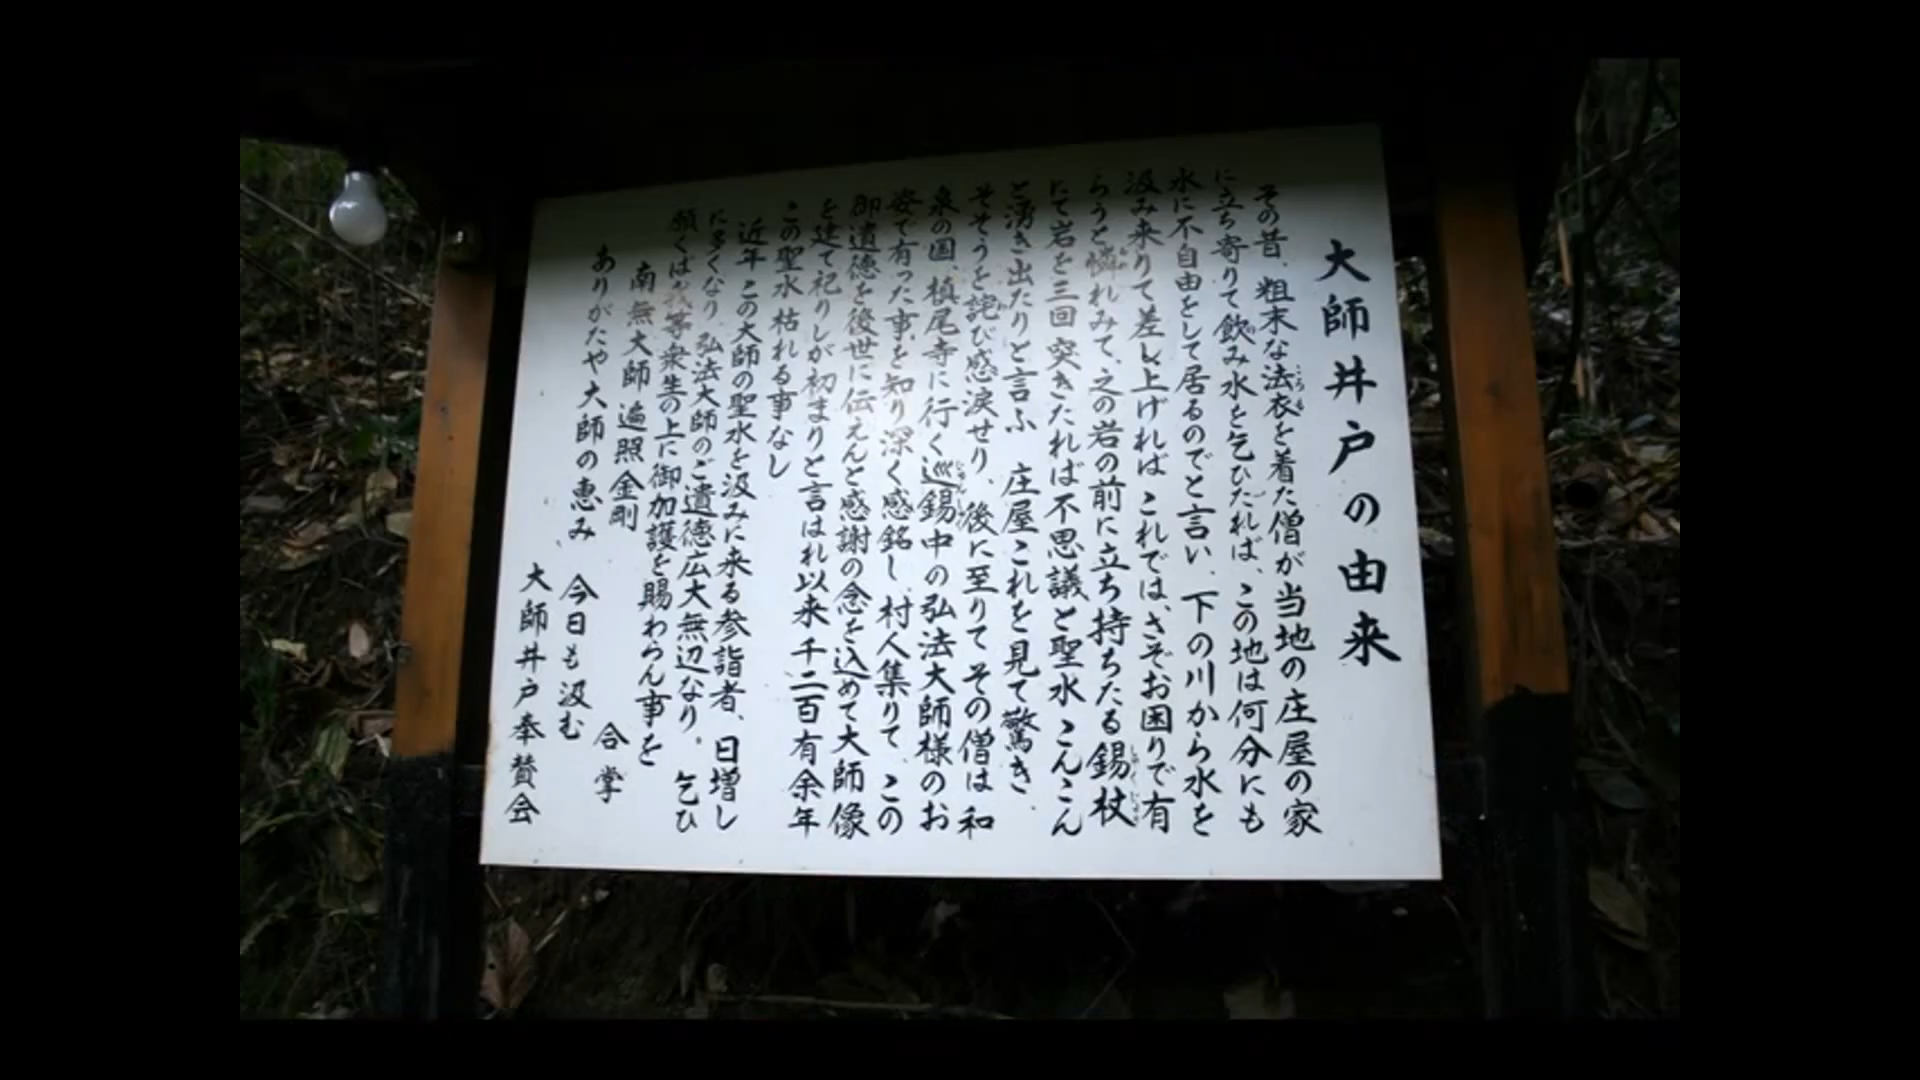 大師井戸の由来
その昔、粗末な法衣を着た僧が当地の庄屋の家
に立ち寄りて飲み水を乞ひたれば、この地は何分にも
水に不自由をして居るのでと言い、下の川から水を
汲み来りて差し上げれば これでは、さぞお困りで有
らうと憐れみて、之の岩の前に立ち持ちたる錫杖
にて岩を三回突きたれば不思議と聖水こんこん
と湧き出たりと言ふ 庄屋これを見て驚き
そそうを詫び感涙せり、後に至りてその僧は和
泉の国 槙尾寺に行く巡錫中の弘法大師様のお
姿で有った事を知り深く感銘し、村人集りて、この
御遺徳を後世に伝えんと感謝の念を込めて大師像
を建て祀りしが初まりと言はれ以来千二百有余年
この聖水枯れる事なし
近年この大師の聖水を汲みに来る参詣者、日増し
に多くなり、弘法大師のご遺徳広大無辺なり。乞ひ
願くば我等衆生の上に御加護を賜わらん事を
南無大師遍照金剛 合掌
ありがたや大師の恵み 今日も汲む
大師井戸奉賛会